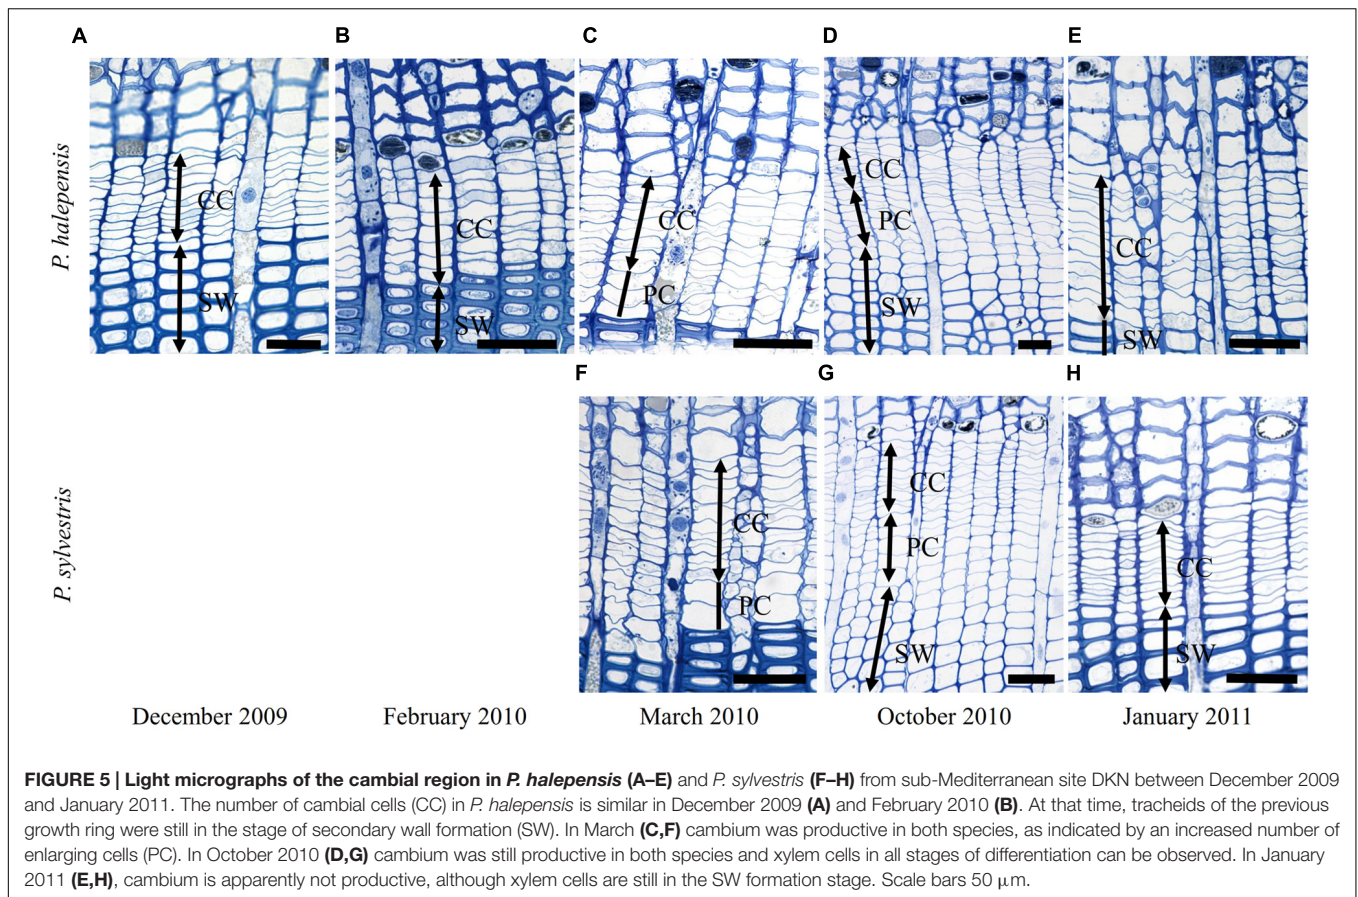 A B C D E
P. halepensis
CC
SW
CC
SW
CC
PC
CC
PC
SW
CC
SW
F G H
P. sylvestris
CC
PC
CC
PC
SW
CC
SW
December 2009 February 2010 March 2010 October 2010 January 2011
FIGURE 5 | Light micrographs of the cambial region in P. halepensis (A–E) and P. sylvestris (F–H) from sub-Mediterranean site DKN between December 2009
and January 2011. The number of cambial cells (CC) in P. halepensis is similar in December 2009 (A) and February 2010 (B). At that time, tracheids of the previous
growth ring were still in the stage of secondary wall formation (SW). In March (C,F) cambium was productive in both species, as indicated by an increased number of
enlarging cells (PC). In October 2010 (D,G) cambium was still productive in both species and xylem cells in all stages of differentiation can be observed. In January
2011 (E,H), cambium is apparently not productive, although xylem cells are still in the SW formation stage. Scale bars 50 μm.